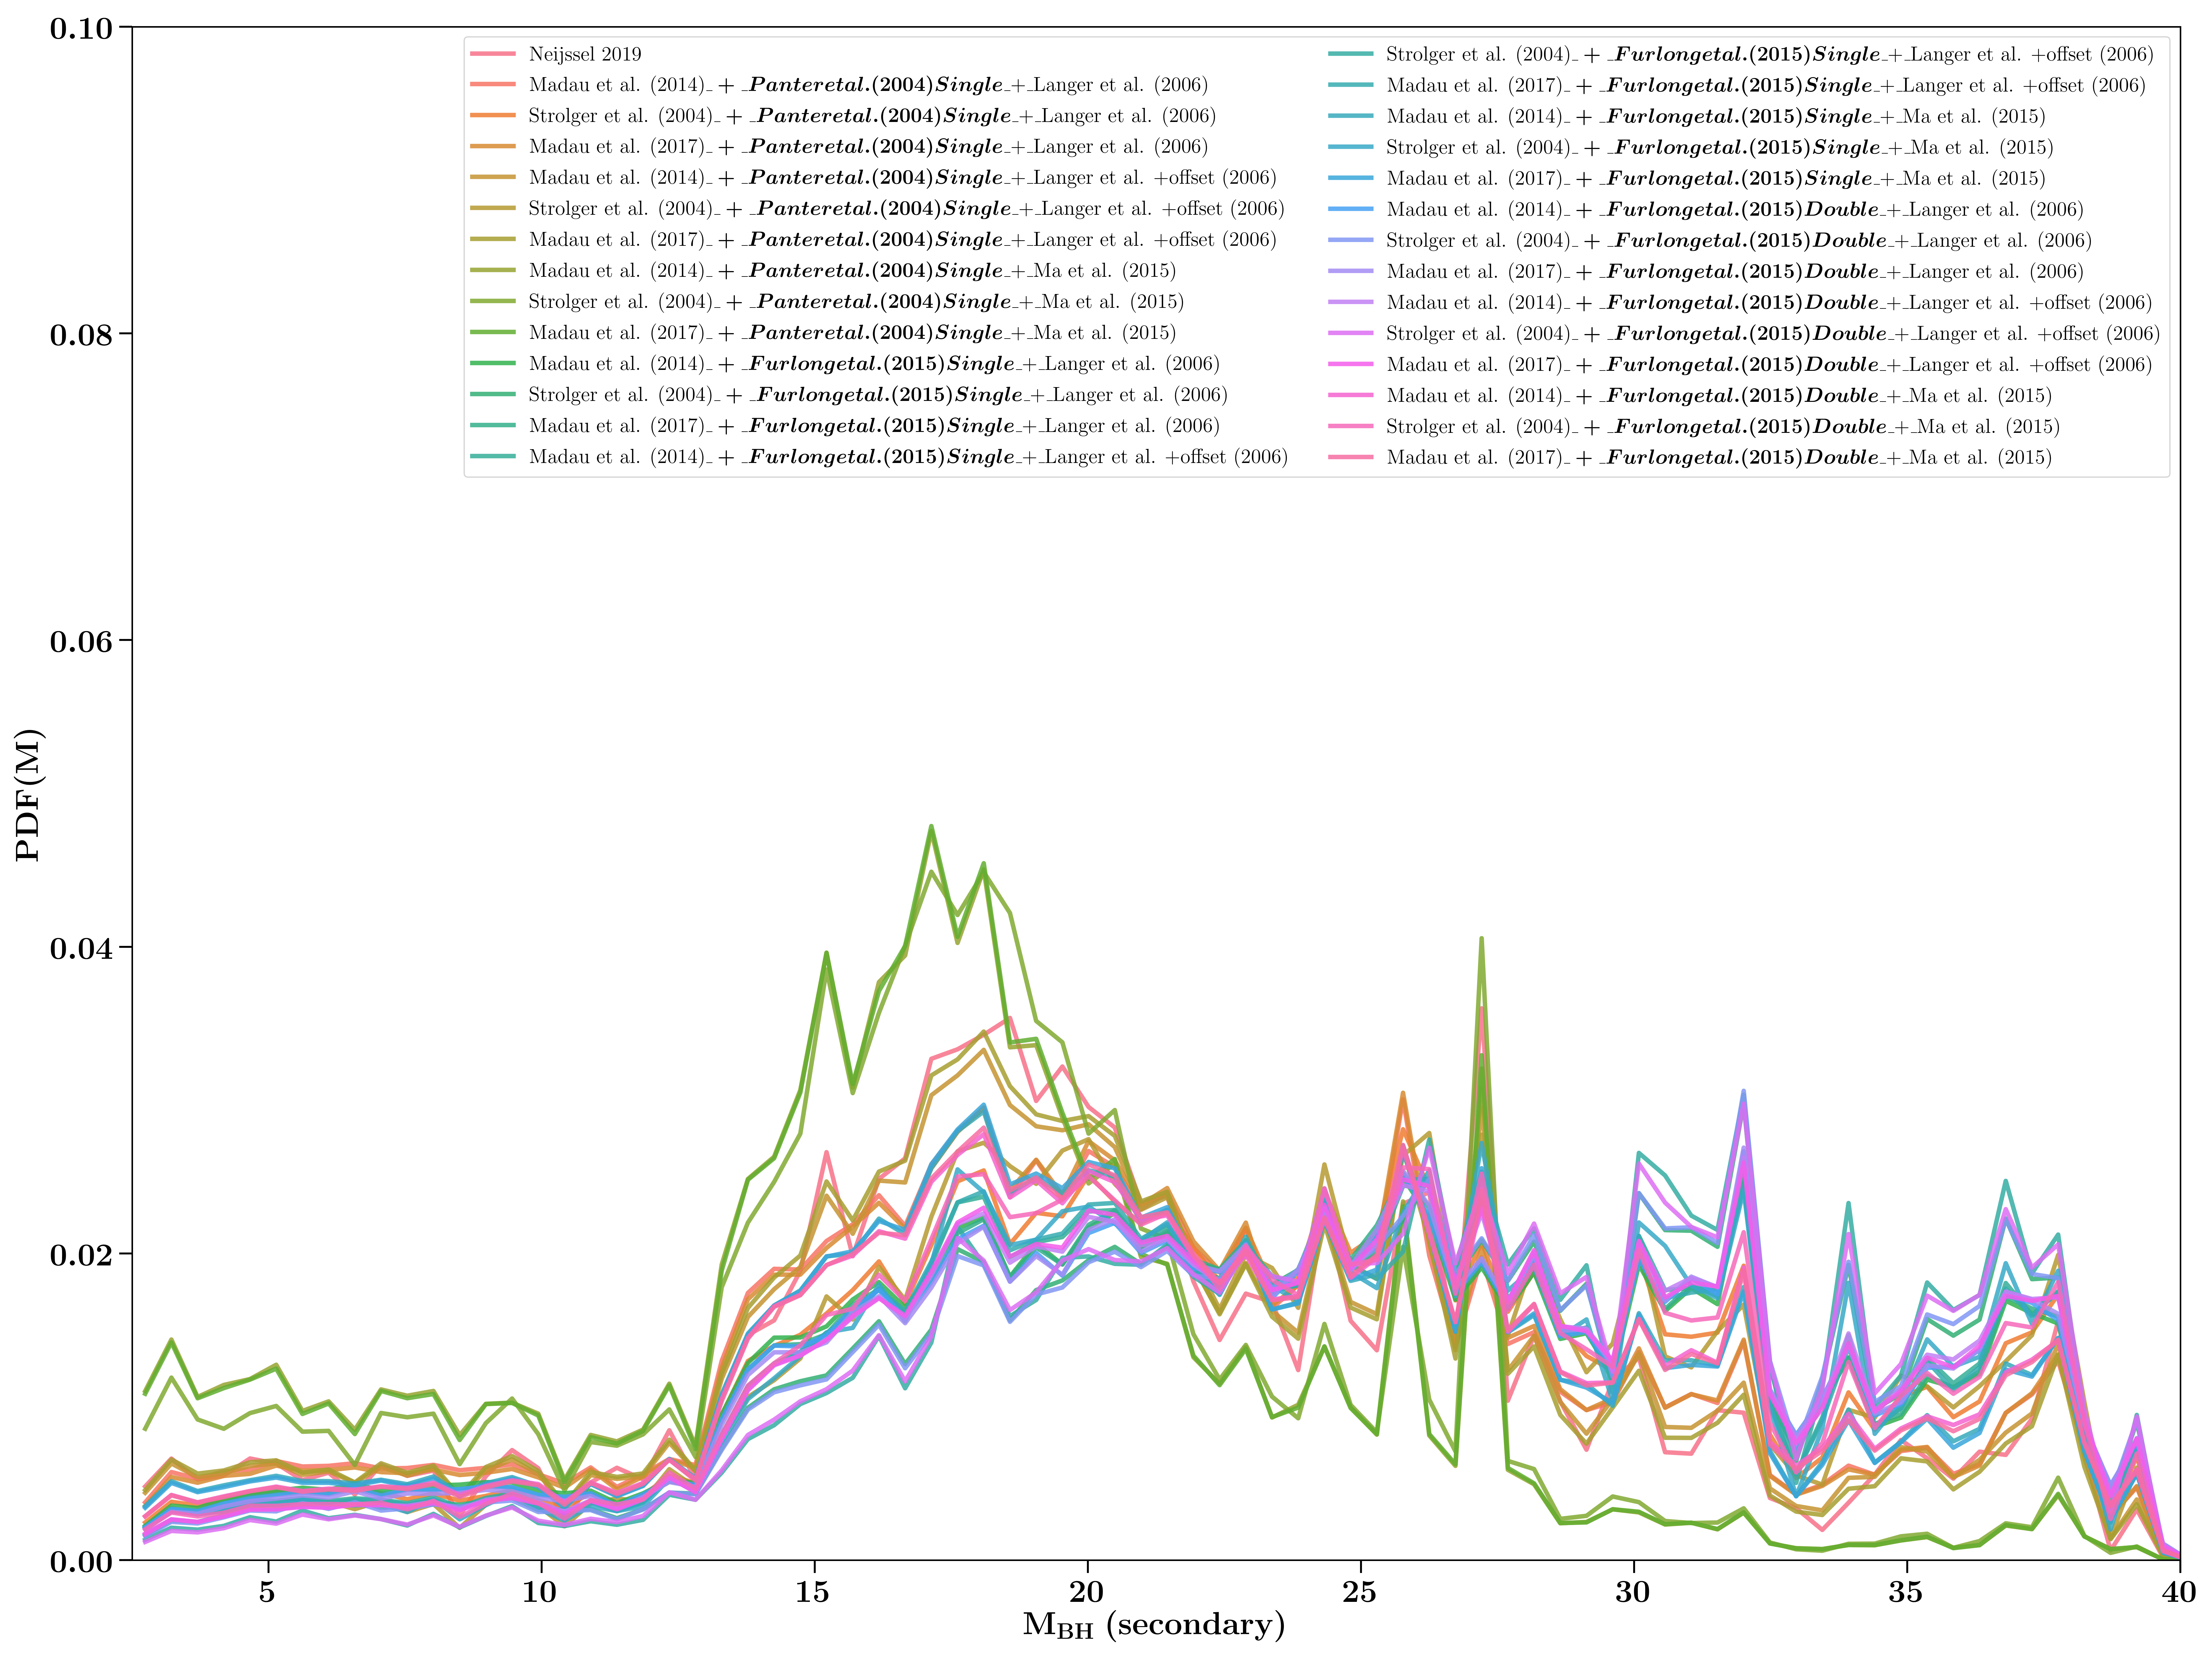 0.10
0.08
0.06
0.04
0.02
0.00
PDF(M)
Neijssel 2019
Madau et al. (2014)_ + _Panteretal.(2004)Single_+_Langer et al. (2006)
Strolger et al. (2004)_ + _Panteretal.(2004)Single_+_Langer et al. (2006)
Madau et al. (2017)_ + _Panteretal.(2004)Single_+_Langer et al. (2006)
Madau et al. (2014)_ + _Panteretal.(2004)Single_+_Langer et al. +offset (2006)
Strolger et al. (2004)_ + _Panteretal.(2004)Single_+_Langer et al. +offset (2006)
Madau et al. (2017)_ + _Panteretal.(2004)Single_+_Langer et al. +offset (2006)
Madau et al. (2014)_ + _Panteretal.(2004)Single_+_Ma et al. (2015)
Strolger et al. (2004)_ + _Panteretal.(2004)Single_+_Ma et al. (2015)
Madau et al. (2017)_ + _Panteretal.(2004)Single_+_Ma et al. (2015)
Madau et al. (2014)_ + _Furlongetal.(2015)Single_+_Langer et al. (2006)
Strolger et al. (2004)_ + _Furlongetal.(2015)Single_+_Langer et al. (2006)
Madau et al. (2017)_ + _Furlongetal.(2015)Single_+_Langer et al. (2006)
Madau et al. (2014)_ + _Furlongetal.(2015)Single_+_Langer et al. +offset (2006)
Strolger et al. (2004)_ + _Furlongetal.(2015)Single_+_Langer et al. +offset (2006)
Madau et al. (2017)_ + _Furlongetal.(2015)Single_+_Langer et al. +offset (2006)
Madau et al. (2014)_ + _Furlongetal.(2015)Single_+_Ma et al. (2015)
Strolger et al. (2004)_ + _Furlongetal.(2015)Single_+_Ma et al. (2015)
Madau et al. (2017)_ + _Furlongetal.(2015)Single_+_Ma et al. (2015)
Madau et al. (2014)_ + _Furlongetal.(2015)Double_+_Langer et al. (2006)
Strolger et al. (2004)_ + _Furlongetal.(2015)Double_+_Langer et al. (2006)
Madau et al. (2017)_ + _Furlongetal.(2015)Double_+_Langer et al. (2006)
Madau et al. (2014)_ + _Furlongetal.(2015)Double_+_Langer et al. +offset (2006)
Strolger et al. (2004)_ + _Furlongetal.(2015)Double_+_Langer et al. +offset (2006)
Madau et al. (2017)_ + _Furlongetal.(2015)Double_+_Langer et al. +offset (2006)
Madau et al. (2014)_ + _Furlongetal.(2015)Double_+_Ma et al. (2015)
Strolger et al. (2004)_ + _Furlongetal.(2015)Double_+_Ma et al. (2015)
Madau et al. (2017)_ + _Furlongetal.(2015)Double_+_Ma et al. (2015)
5 10 15 20 25 30 35 40
M_BH (secondary)